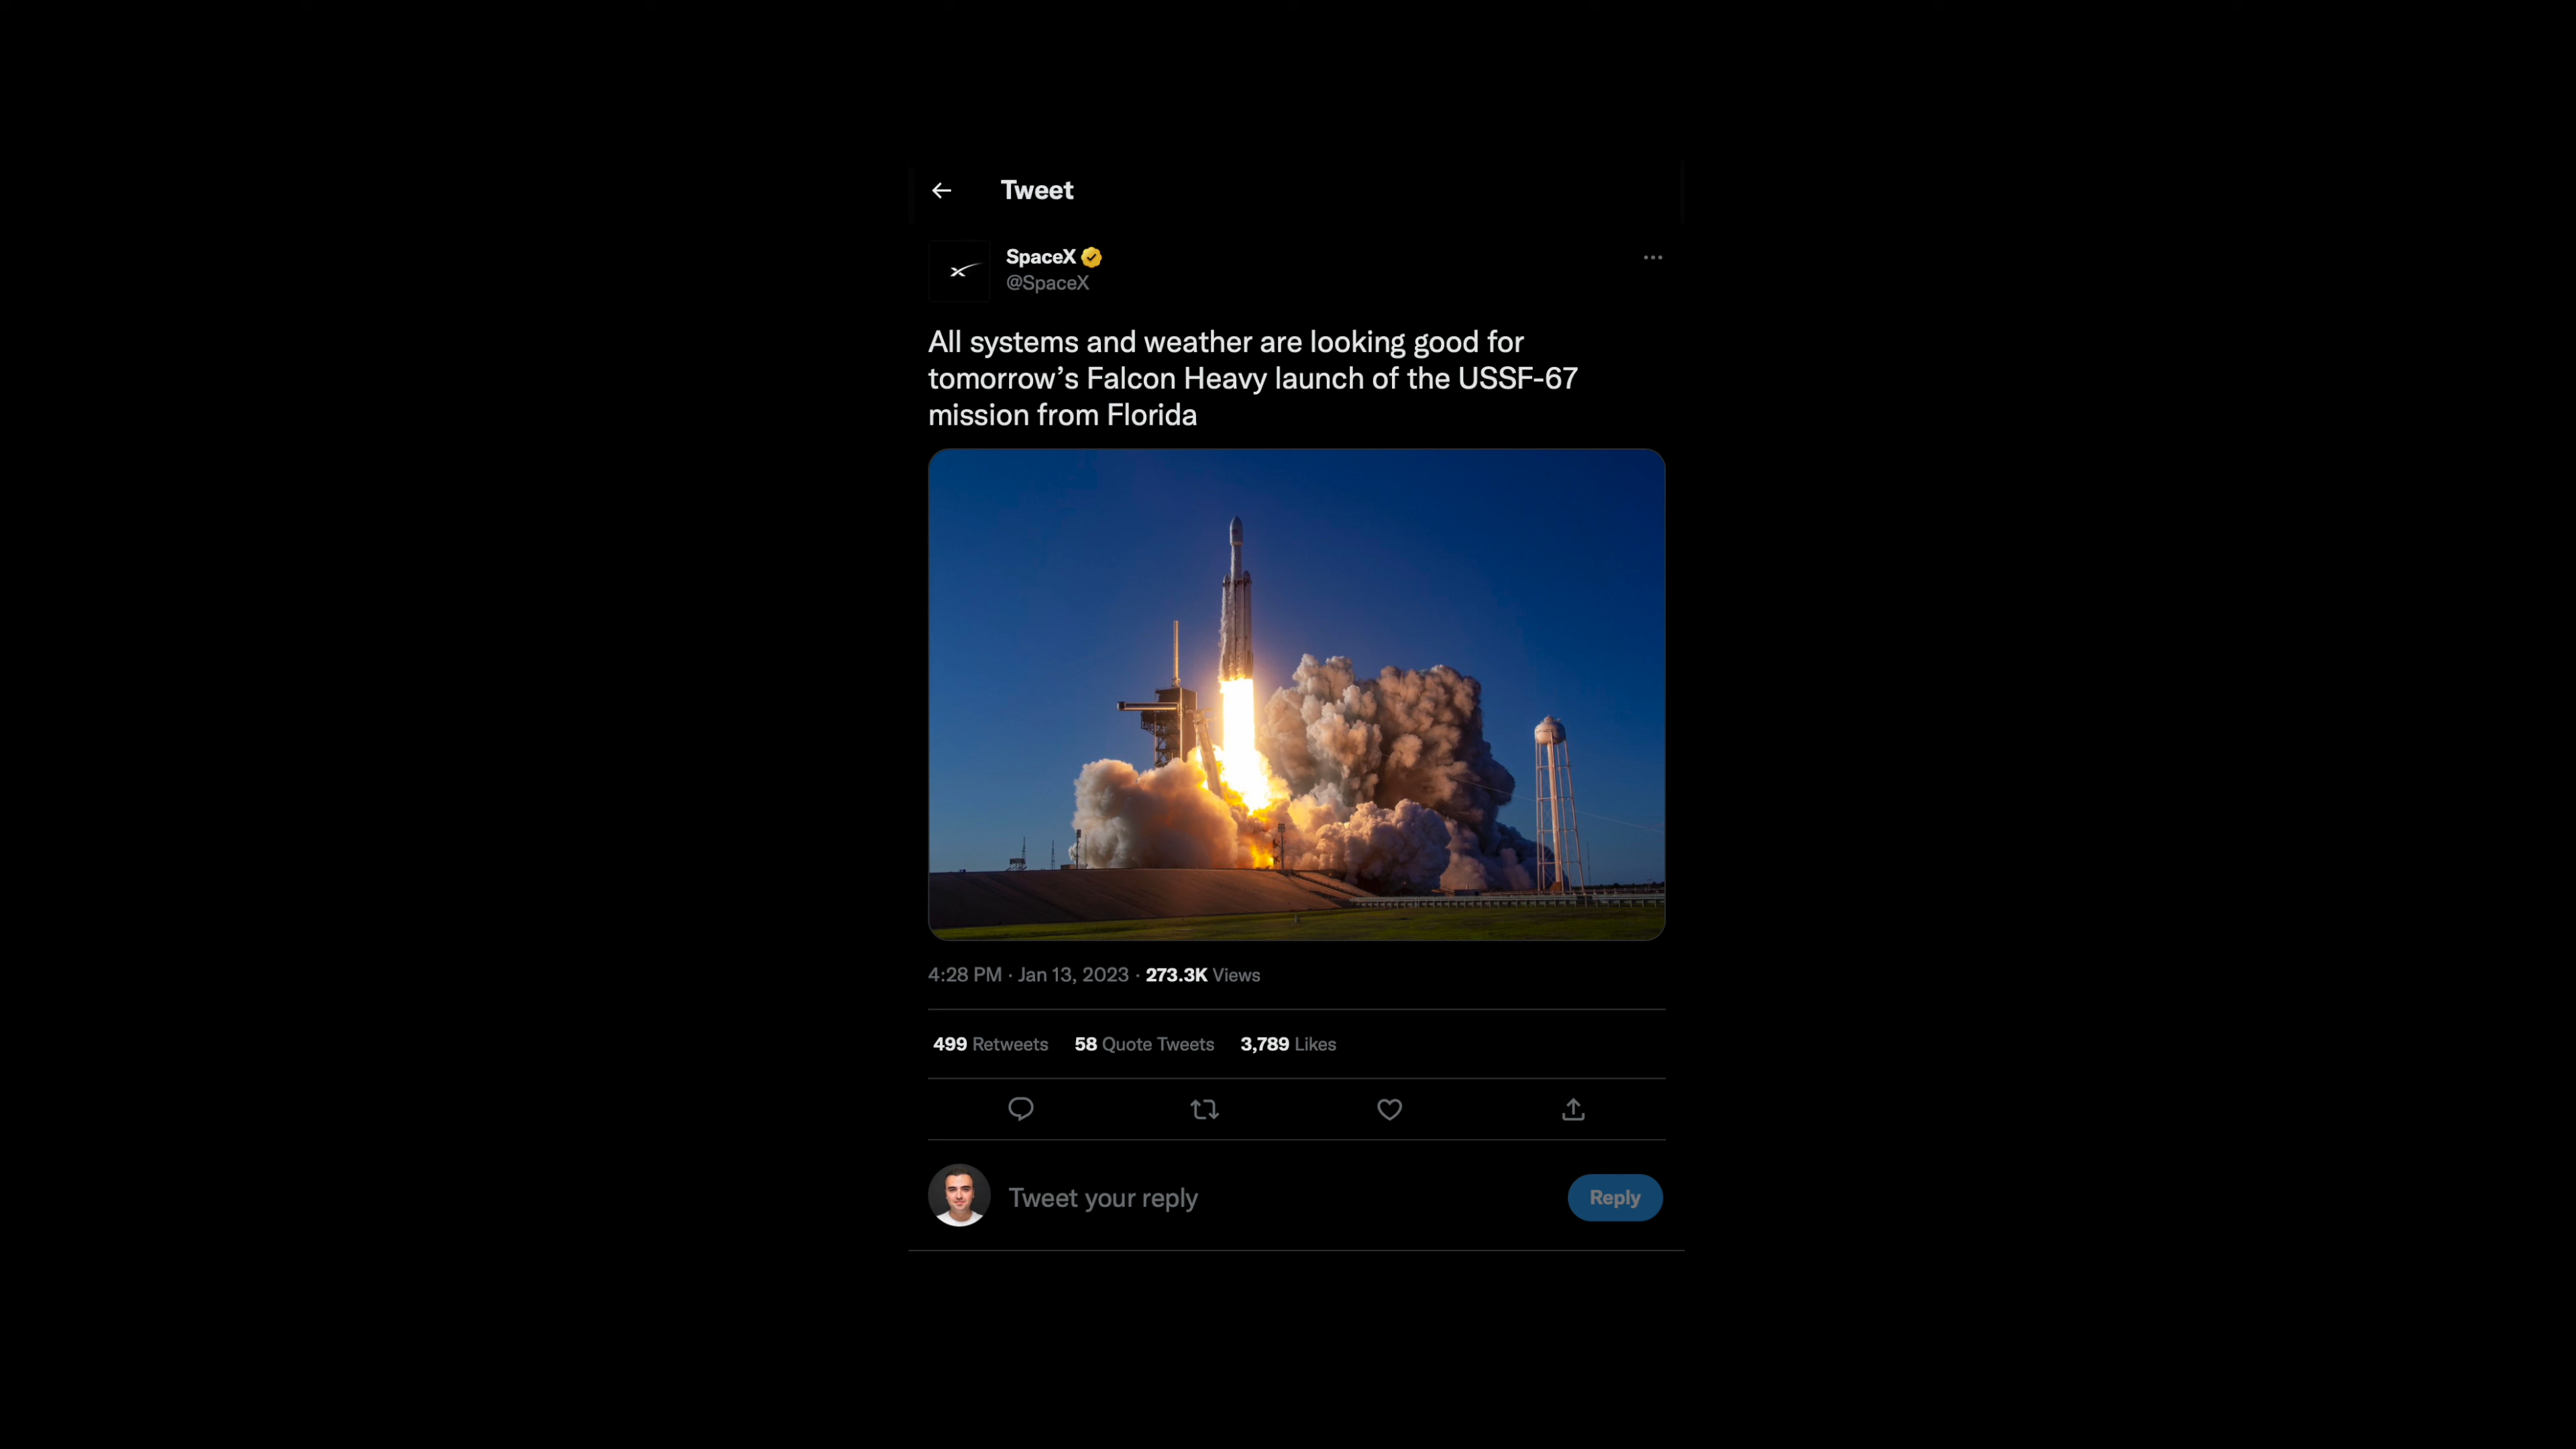 Tweet
SpaceX
@SpaceX
All systems and weather are looking good for
tomorrow’s Falcon Heavy launch of the USSF-67
mission from Florida
4:28 PM · Jan 13, 2023 · 273.3K Views
499 Retweets 58 Quote Tweets 3,789 Likes
Tweet your reply
Reply